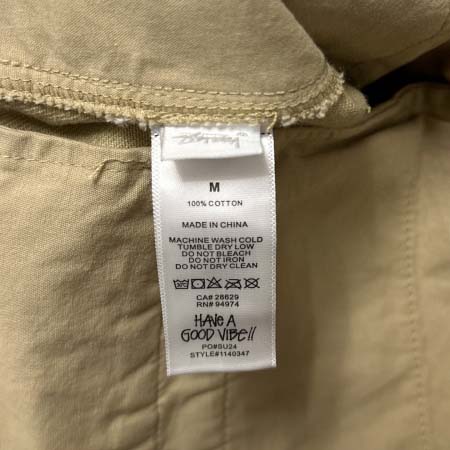 M
100% COTTON
MADE IN CHINA
MACHINE WASH COLD
TUMBLE DRY LOW
DO NOT BLEACH
DO NOT IRON
DO NOT DRY CLEAN
CA# 28629
RN# 94974
HAVE A
GOOD VIBE!!
PO#SU24
STYLE#1140347